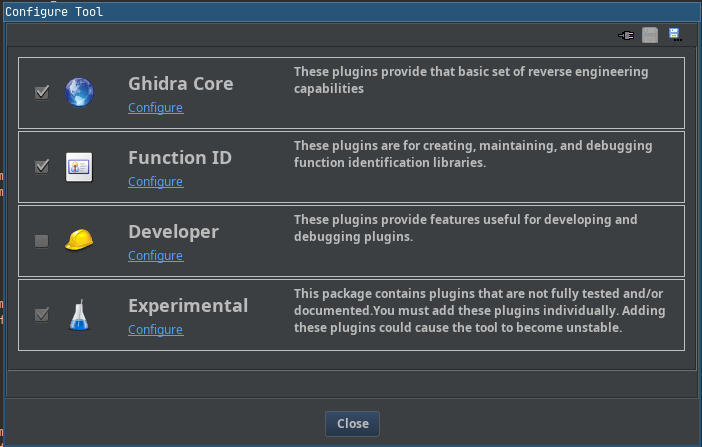 Configure Tool
Ghidra Core
Configure
These plugins provide that basic set of reverse engineering
capabilities
Function ID
Configure
These plugins are for creating, maintaining, and debugging
function identification libraries.
Developer
Configure
These plugins provide features useful for developing and
debugging plugins.
Experimental
Configure
This package contains plugins that are not fully tested and/or
documented.You must add these plugins individually. Adding
these plugins could cause the tool to become unstable.
Close